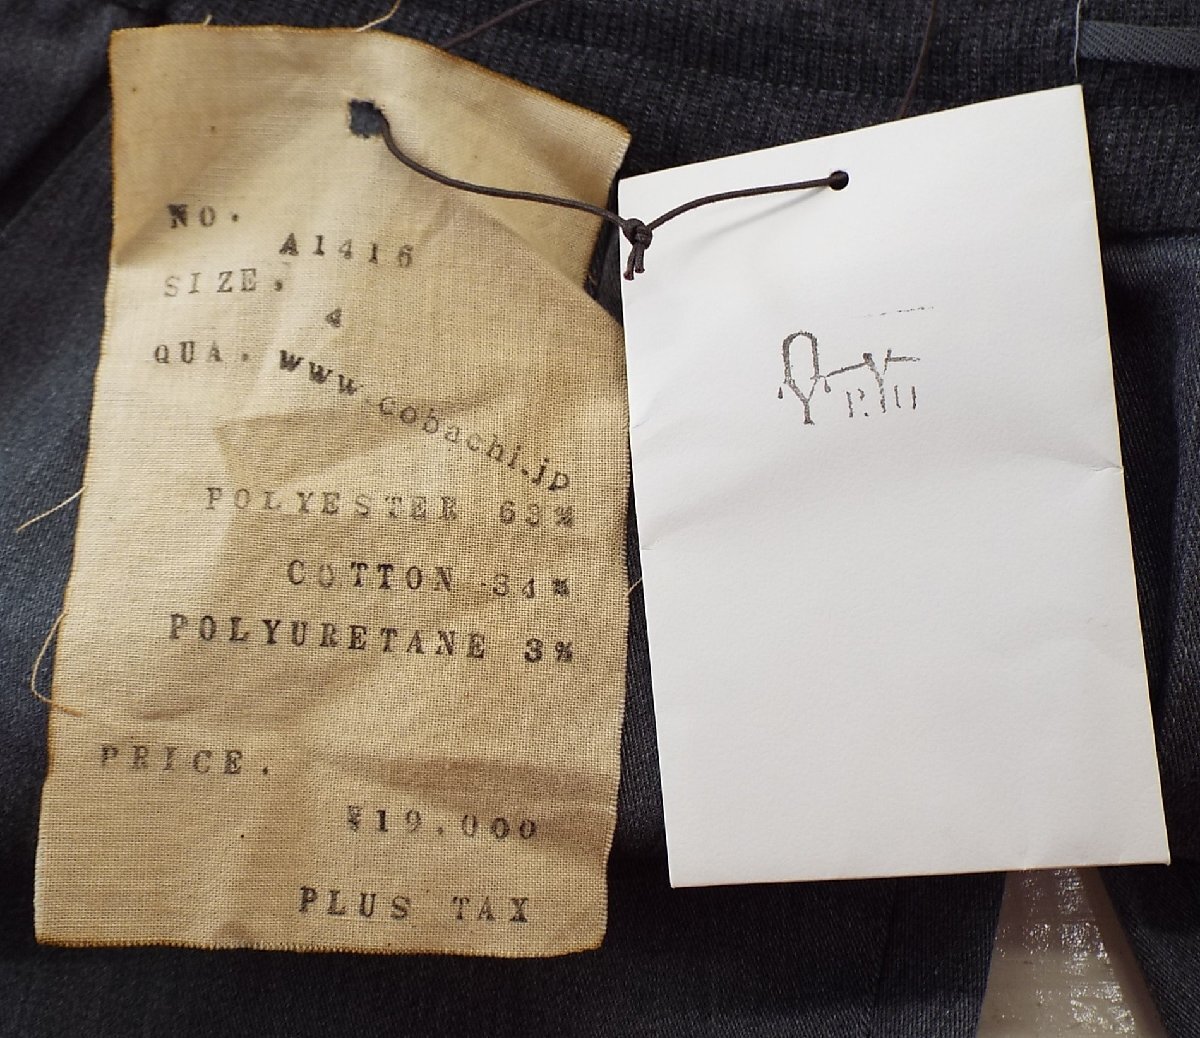 NO.
A1416
SIZE.
4
QUA. www.cobachi.jp
POLYESTER 63%
COTTON 34%
POLYURETANE 3%
PRICE.
¥19.000
PLUS TAX